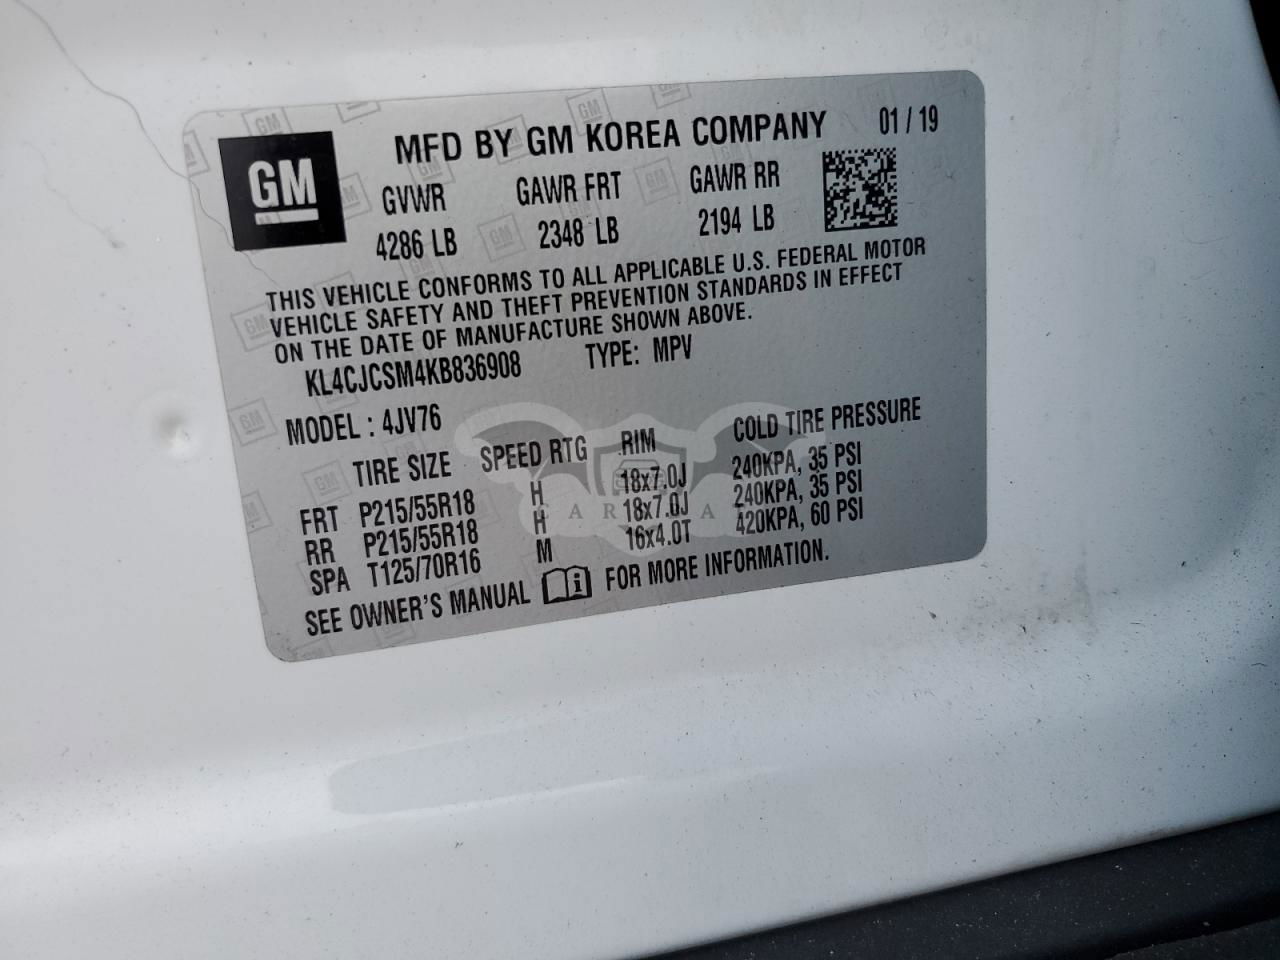 GM
MFD BY GM KOREA COMPANY 01 / 19
GVWR GAWR FRT GAWR RR
4286 LB 2348 LB 2194 LB
THIS VEHICLE CONFORMS TO ALL APPLICABLE U.S. FEDERAL MOTOR
VEHICLE SAFETY AND THEFT PREVENTION STANDARDS IN EFFECT
ON THE DATE OF MANUFACTURE SHOWN ABOVE.
KL4CJCSM4KB836908 TYPE: MPV
MODEL : 4JV76
TIRE SIZE SPEED RTG RIM COLD TIRE PRESSURE
FRT P215/55R18 H 18x7.0J 240KPA, 35 PSI
RR P215/55R18 H 18x7.0J 240KPA, 35 PSI
SPA T125/70R16 M 16x4.0T 420KPA, 60 PSI
SEE OWNER'S MANUAL FOR MORE INFORMATION.